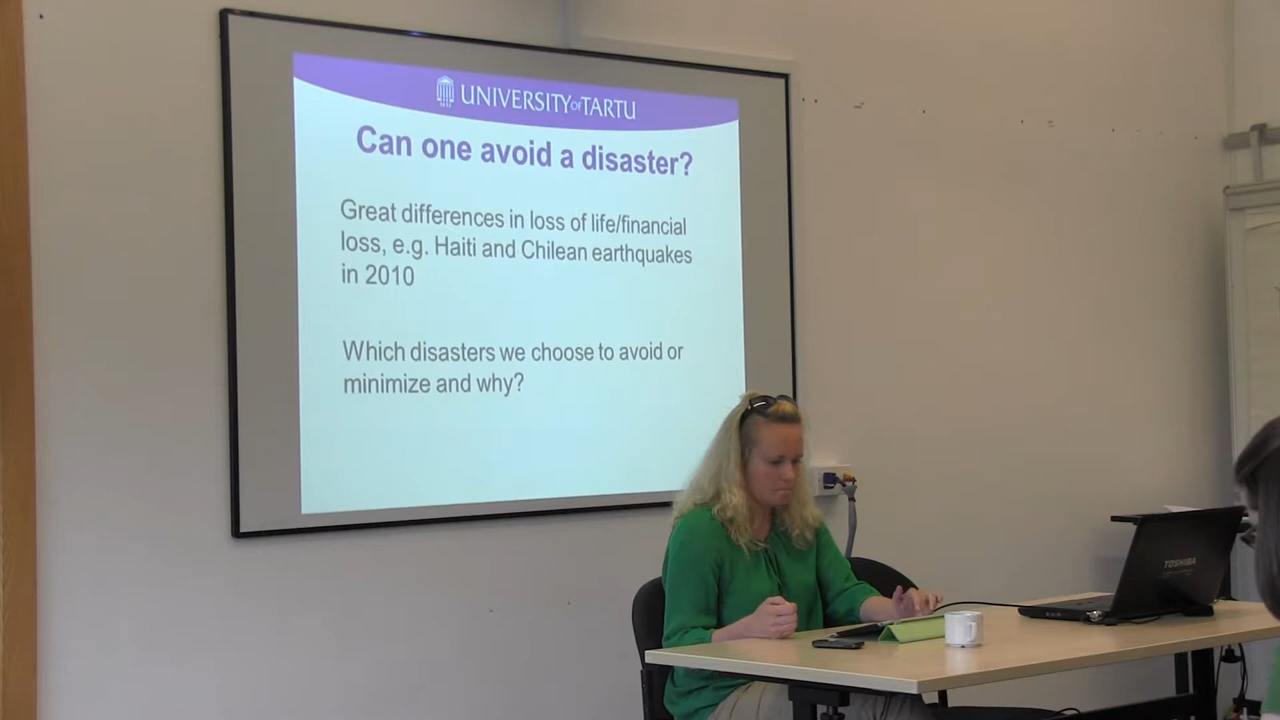 UNIVERSITY OF TARTU
Can one avoid a disaster?
Great differences in loss of life/financial
loss, e.g. Haiti and Chilean earthquakes
in 2010
Which disasters we choose to avoid or
minimize and why?
TOSHIBA